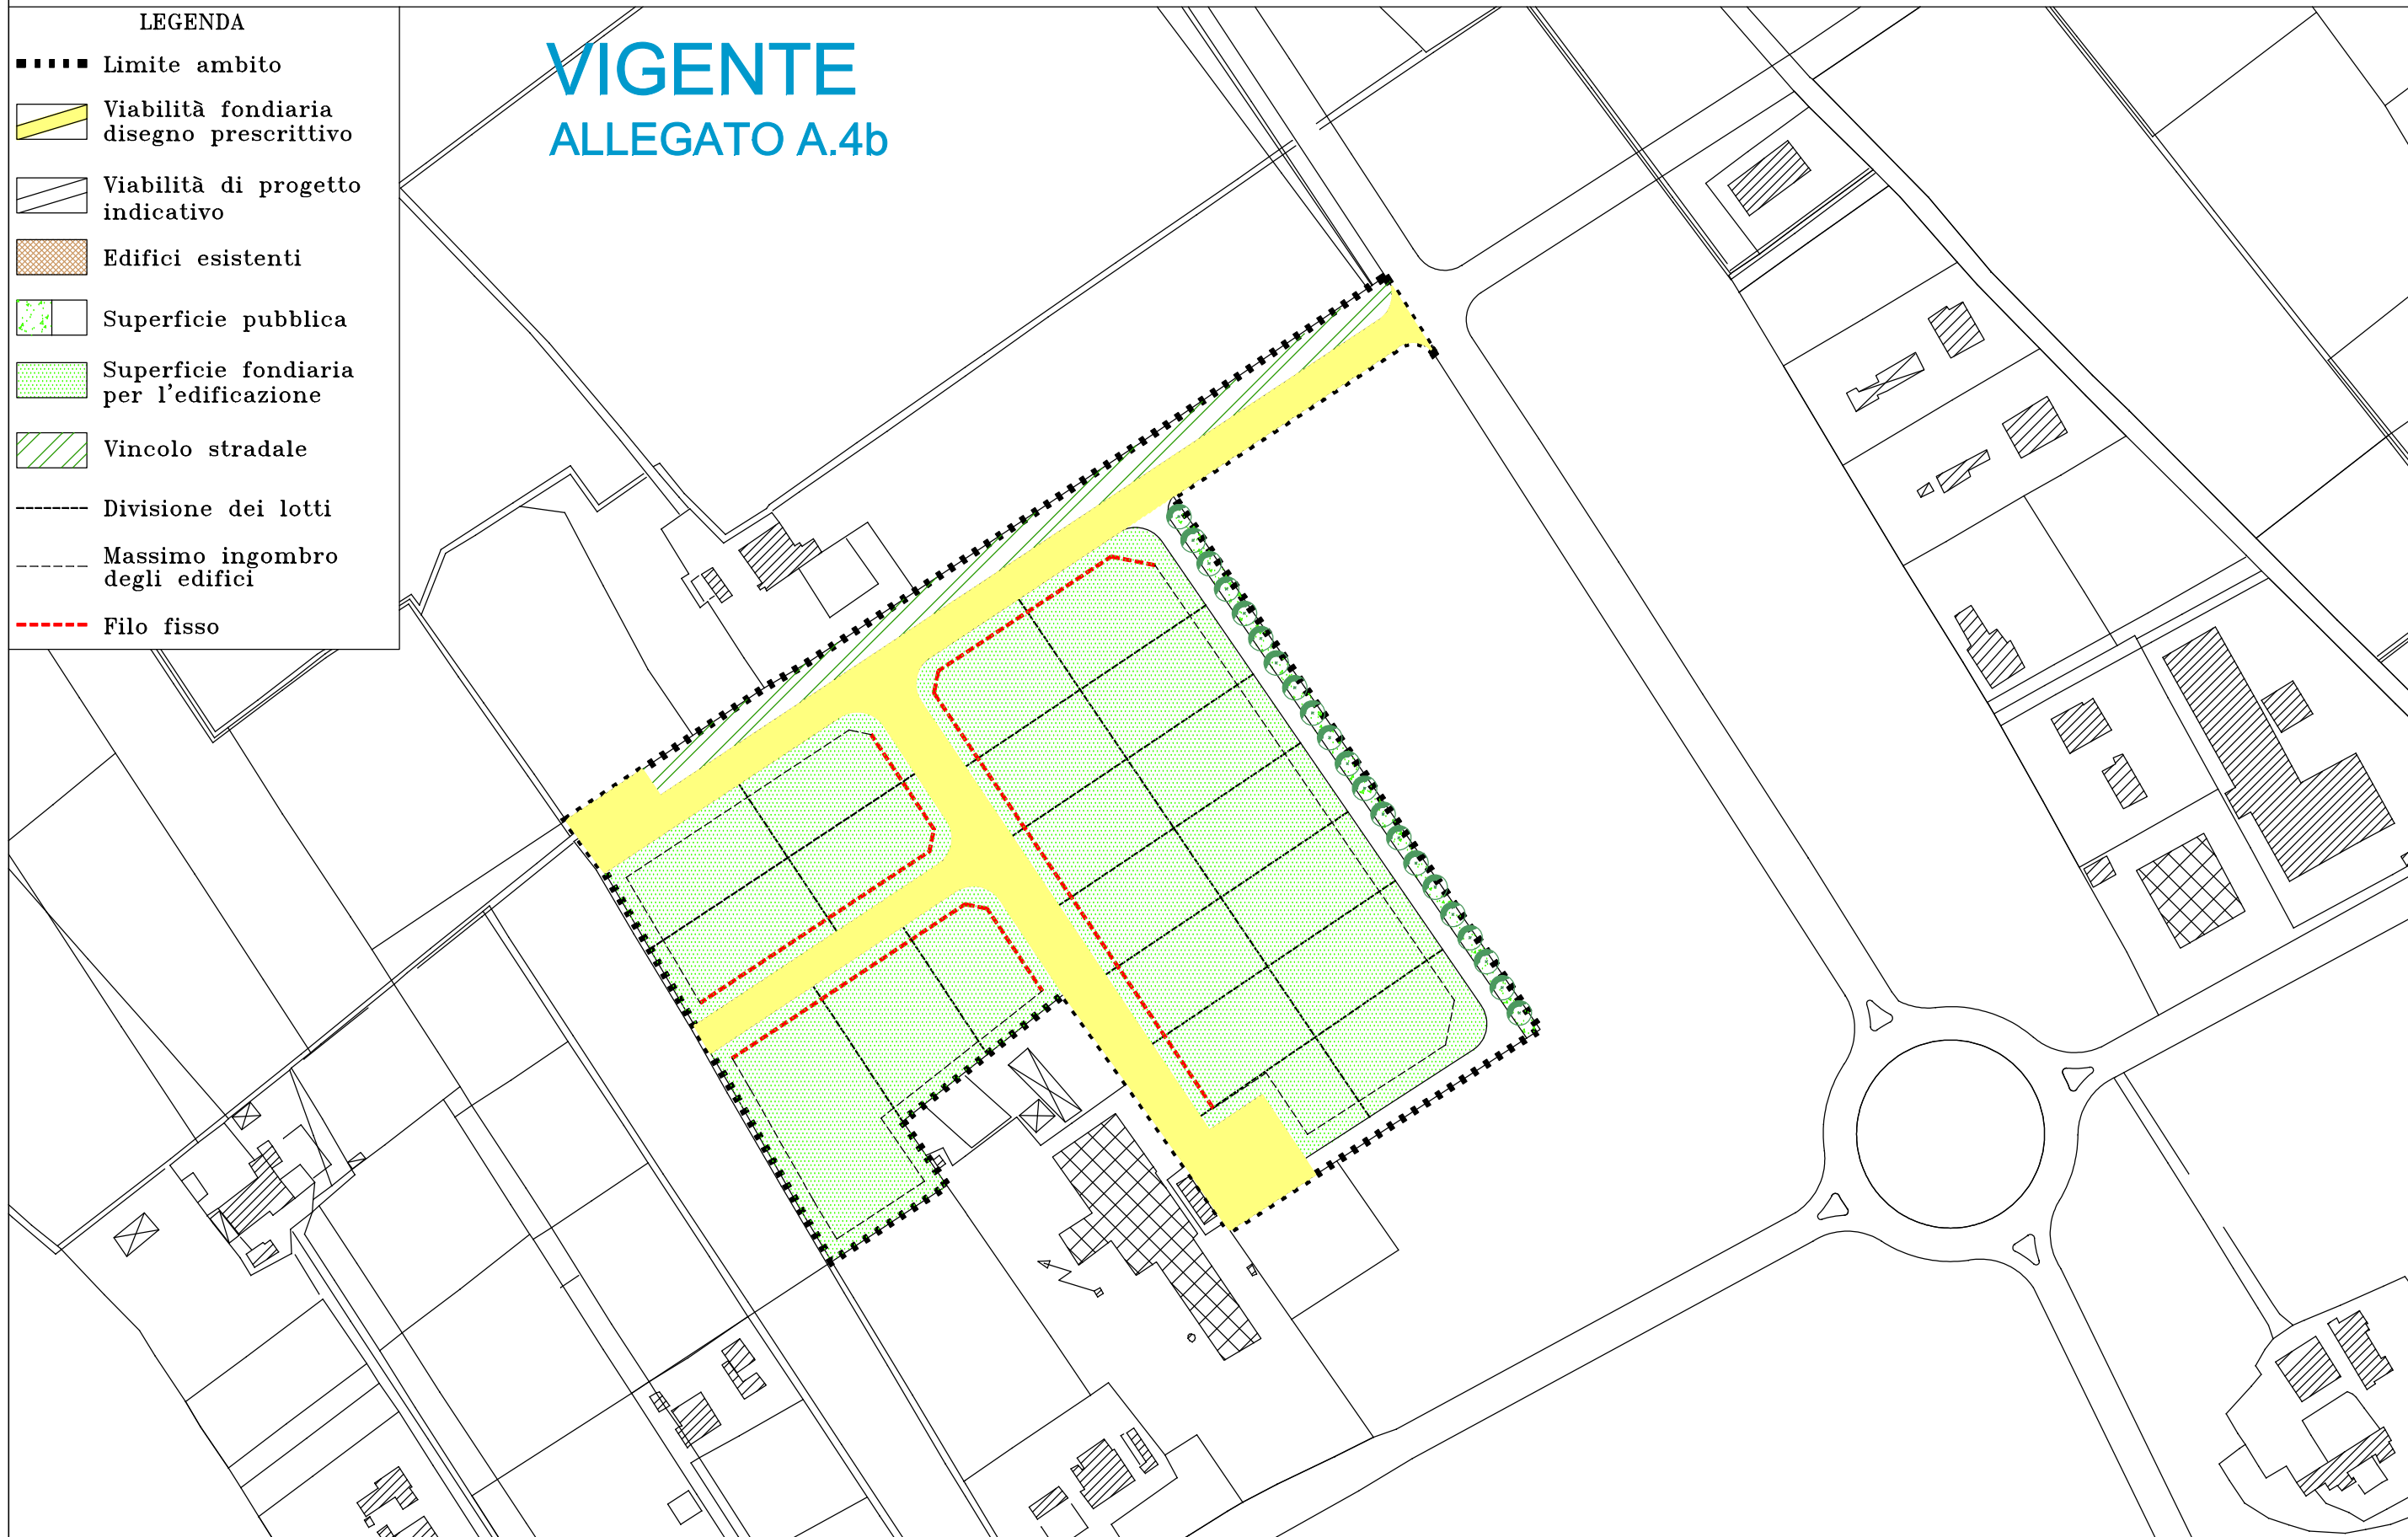 LEGENDA
Limite ambito
Viabilità fondiaria
disegno prescrittivo
Viabilità di progetto
indicativo
Edifici esistenti
Superficie pubblica
Superficie fondiaria
per l'edificazione
Vincolo stradale
Divisione dei lotti
Massimo ingombro
degli edifici
Filo fisso
VIGENTE
ALLEGATO A.4b